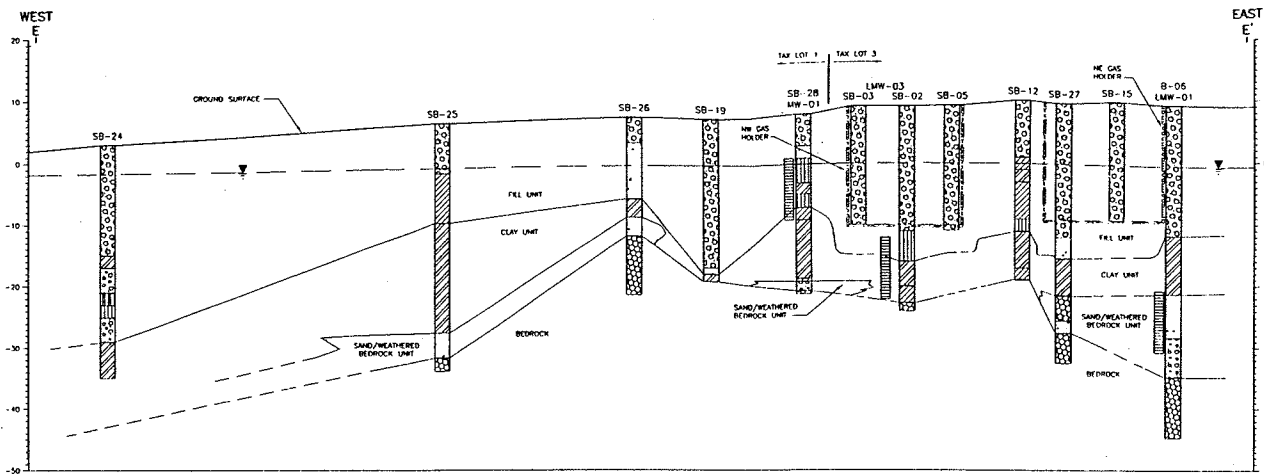 WEST
E
EAST
E'
TAX LOT 1
TAX LOT 3
NE GAS
HOLDER
GROUND SURFACE
SB-24
SB-25
SB-26
SB-19
SB-28
MW-01
SB-03
LMW-03
SB-02
SB-05
SB-12
SB-27
SB-15
B-06
LMW-01
NW GAS
HOLDER
FILL UNIT
CLAY UNIT
SAND/WEATHERED
BEDROCK UNIT
BEDROCK
SAND/WEATHERED
BEDROCK UNIT
FILL UNIT
CLAY UNIT
SAND/WEATHERED
BEDROCK UNIT
BEDROCK
20
10
0
-10
-20
-30
-40
-50